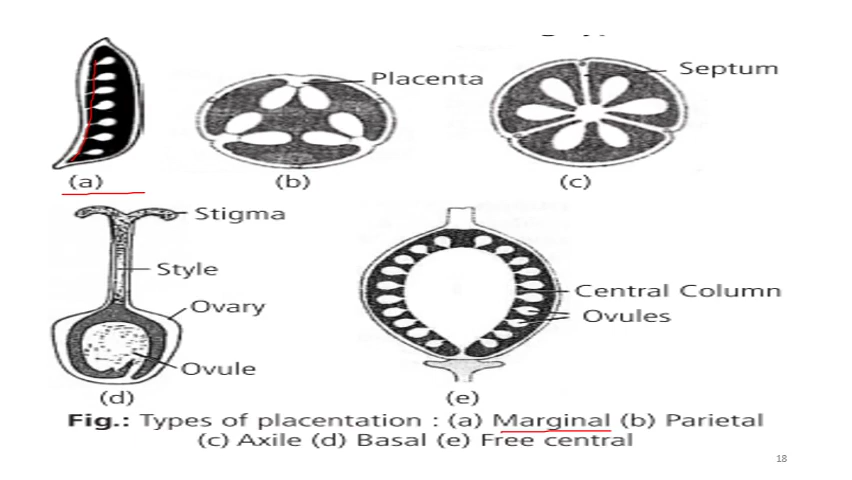 Placenta
Septum
(a)
(b)
(c)
Stigma
Style
Ovary
Ovule
Central Column
Ovules
(d)
(e)
Fig.: Types of placentation : (a) Marginal (b) Parietal
(c) Axile (d) Basal (e) Free central
18